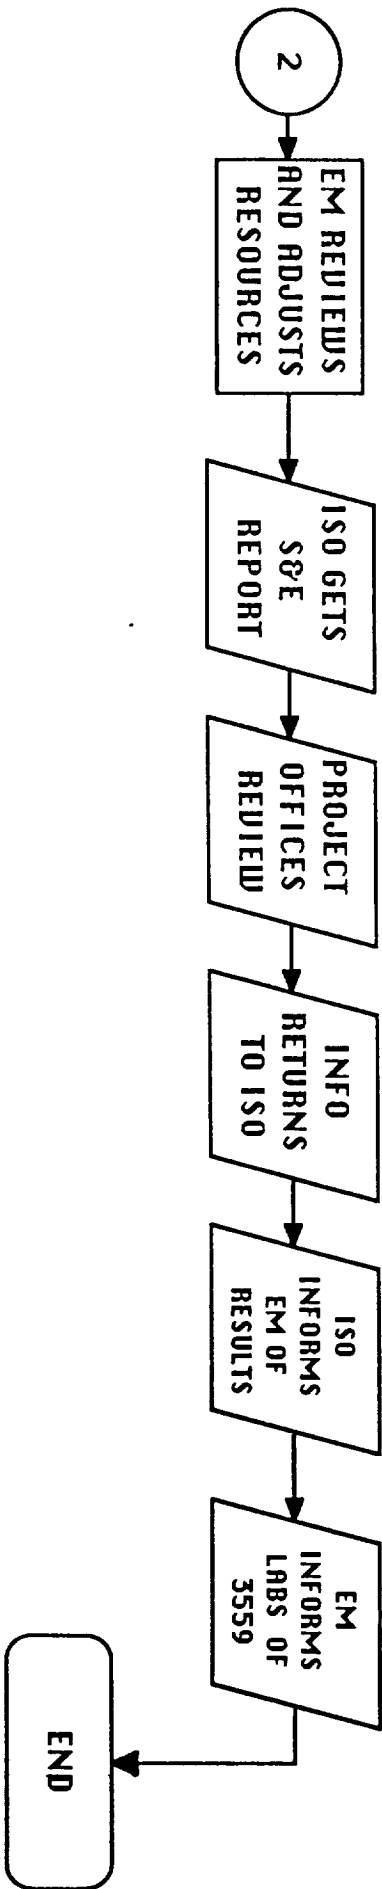 2
EM REVIEWS
AND ADJUSTS
RESOURCES
ISO GETS
S&E
REPORT
PROJECT
OFFICES
REVIEW
INFO
RETURNS
TO ISO
ISO
INFORMS
EM OF
RESULTS
EM
INFORMS
LABS OF
3559
END